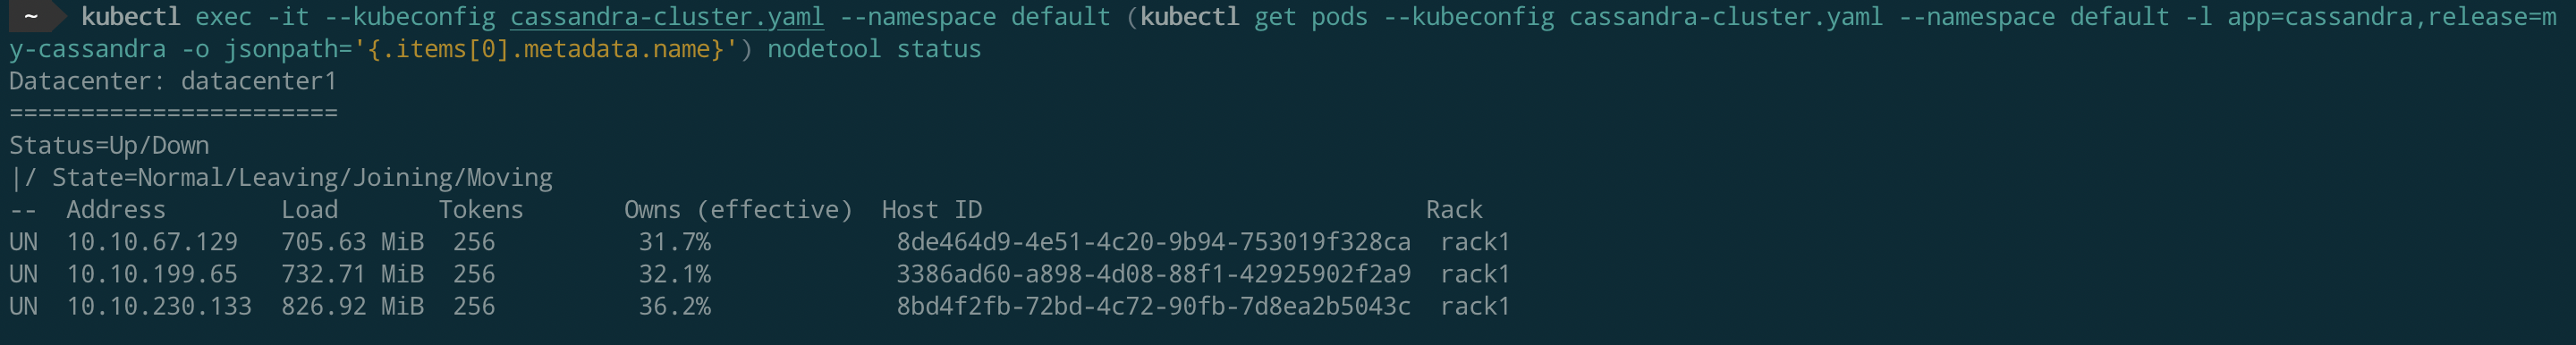 ~ kubectl exec -it --kubeconfig cassandra-cluster.yaml --namespace default (kubectl get pods --kubeconfig cassandra-cluster.yaml --namespace default -l app=cassandra,release=m
y-cassandra -o jsonpath='{.items[0].metadata.name}') nodetool status
Datacenter: datacenter1
=======================
Status=Up/Down
|/ State=Normal/Leaving/Joining/Moving
--  Address        Load       Tokens       Owns (effective)  Host ID                               Rack
UN  10.10.67.129   705.63 MiB  256          31.7%             8de464d9-4e51-4c20-9b94-753019f328ca  rack1
UN  10.10.199.65   732.71 MiB  256          32.1%             3386ad60-a898-4d08-88f1-42925902f2a9  rack1
UN  10.10.230.133  826.92 MiB  256          36.2%             8bd4f2fb-72bd-4c72-90fb-7d8ea2b5043c  rack1